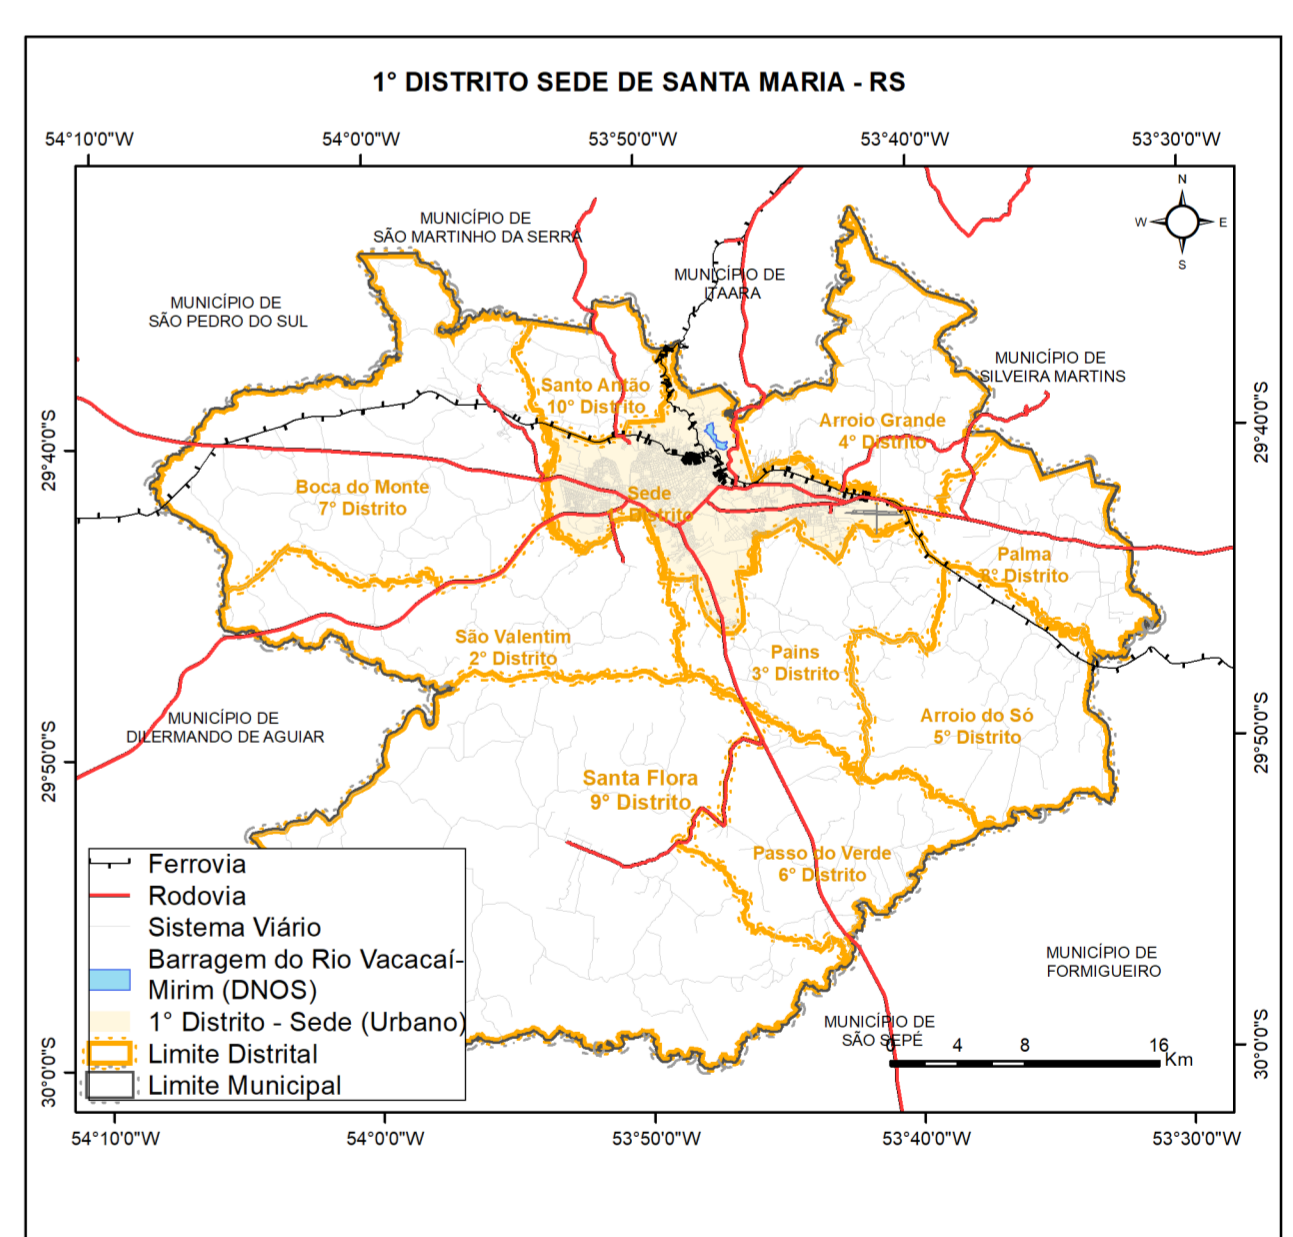 1° DISTRITO SEDE DE SANTA MARIA - RS
54°10'0"W
54°0'0"W
53°50'0"W
53°40'0"W
53°30'0"W
N
W
E
S
MUNICÍPIO DE
SÃO MARTINHO DA SERRA
MUNICÍPIO DE
ITAARA
MUNICÍPIO DE
SÃO PEDRO DO SUL
MUNICÍPIO DE
SILVEIRA MARTINS
Santo Antão
10° Distrito
Arroio Grande
4° Distrito
29°40'0"S
29°40'0"S
Boca do Monte
7° Distrito
Sede
Distrito
Palma
8° Distrito
São Valentim
2° Distrito
Pains
3° Distrito
Arroio do Só
5° Distrito
MUNICÍPIO DE
DILERMANDO DE AGUIAR
29°50'0"S
29°50'0"S
Santa Flora
9° Distrito
Passo do Verde
6° Distrito
MUNICÍPIO DE
FORMIGUEIRO
MUNICÍPIO DE
SÃO SEPÉ
0
4
8
16
Km
30°0'0"S
30°0'0"S
Ferrovia
Rodovia
Sistema Viário
Barragem do Rio Vacacaí-
Mirim (DNOS)
1° Distrito - Sede (Urbano)
Limite Distrital
Limite Municipal
54°10'0"W
54°0'0"W
53°50'0"W
53°40'0"W
53°30'0"W